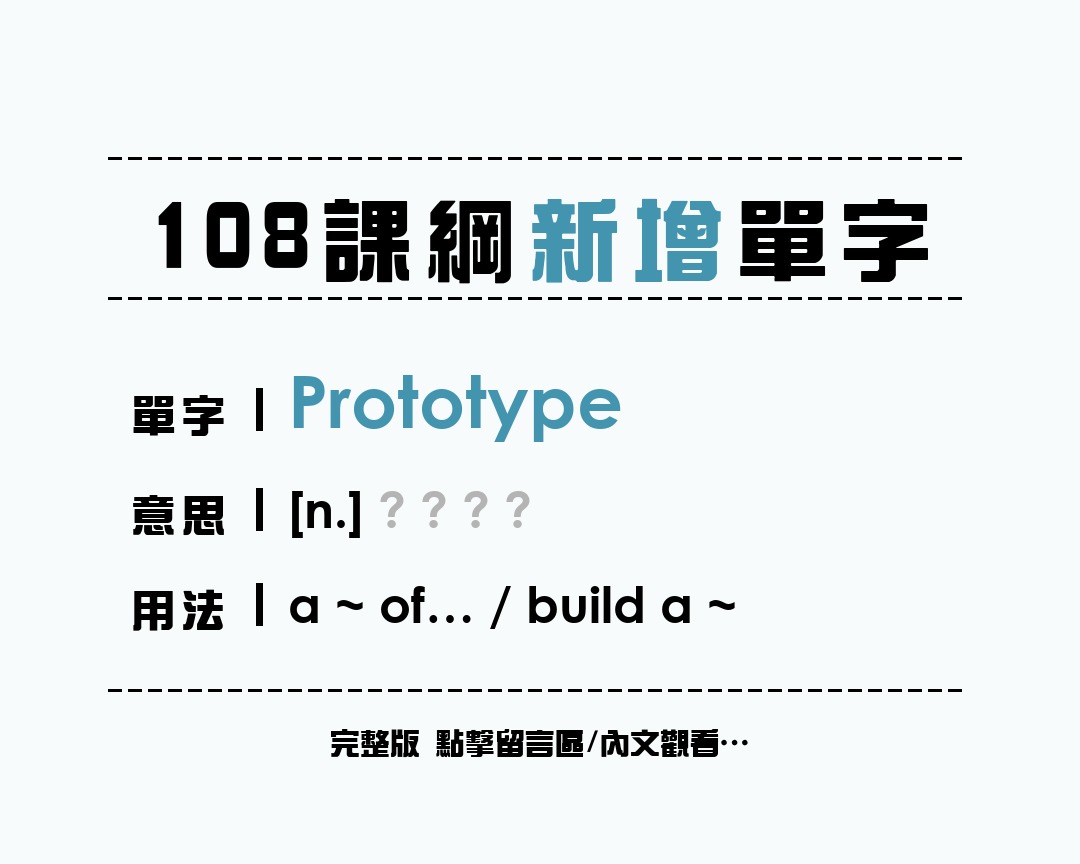 108課綱新增單字
單字 | Prototype
意思 | [n.] ????
用法 | a ~ of... / build a ~
完整版 點擊留言區/內文觀看...